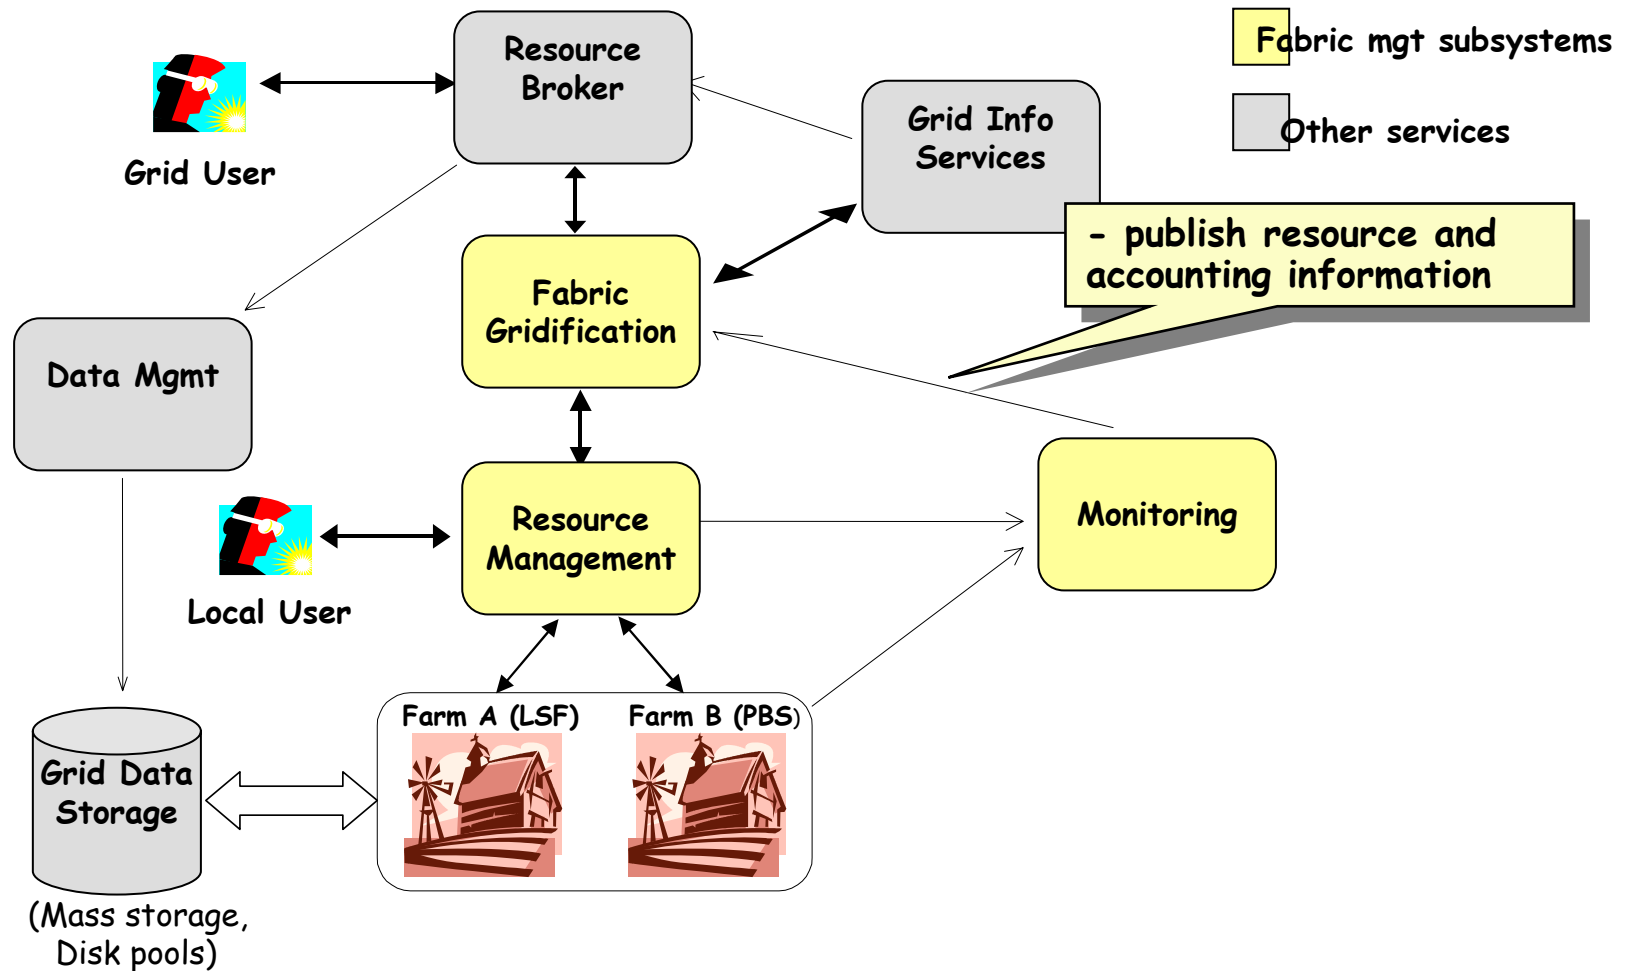 Resource
Broker
Fabric mgt subsystems
Other services
Grid Info
Services
Grid User
- publish resource and
accounting information
Fabric
Gridification
Data Mgmt
Monitoring
Resource
Management
Local User
Farm A (LSF)
Farm B (PBS)
Grid Data
Storage
(Mass storage,
Disk pools)